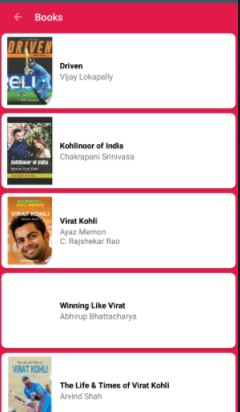 Books
DRIVEN
Driven
Vijay Lokapally
Kohlinoor of India
Kohlinoor of India
Chakrapani Srinivasa
VIRAT KOHLI
Virat Kohli
Ayaz Memon
C. Rajshekar Rao
Winning Like Virat
Abhirup Bhattacharya
VIRAT KOHLI
The Life & Times of Virat Kohli
Arvind Shah